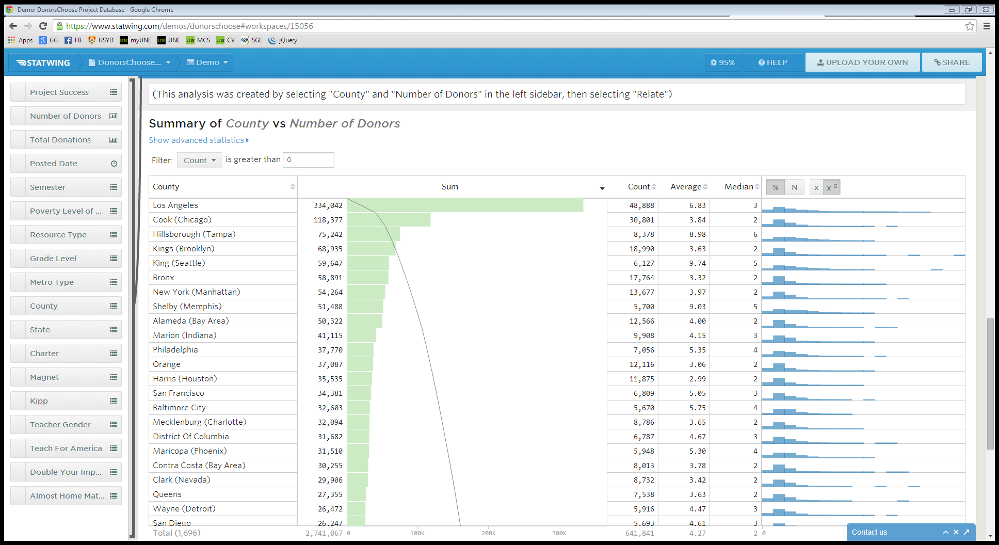 Demo: DonorsChoose Project Database - Google Chrome
https://www.statwing.com/demos/donorschoose#workspaces/15056
Apps GG FB USYD myUNE UNE MCS CV SGE jQuery
STATWING DonorsChoose... Demo 95% HELP UPLOAD YOUR OWN SHARE
Project Success
Number of Donors
Total Donations
Posted Date
Semester
Poverty Level of ...
Resource Type
Grade Level
Metro Type
County
State
Charter
Magnet
Kipp
Teacher Gender
Teach For America
Double Your Imp...
Almost Home Mat...
(This analysis was created by selecting "County" and "Number of Donors" in the left sidebar, then selecting "Relate")
Summary of County vs Number of Donors
Show advanced statistics
Filter: Count is greater than 0
County Sum Count Average Median % N x x α
Los Angeles 334,042 48,888 6.83 3
Cook (Chicago) 118,377 30,801 3.84 2
Hillsborough (Tampa) 75,242 8,378 8.98 6
Kings (Brooklyn) 68,935 18,990 3.63 2
King (Seattle) 59,647 6,127 9.74 5
Bronx 58,891 17,764 3.32 2
New York (Manhattan) 54,264 13,677 3.97 2
Shelby (Memphis) 51,488 5,700 9.03 5
Alameda (Bay Area) 50,322 12,566 4.00 2
Marion (Indiana) 41,115 9,908 4.15 3
Philadelphia 37,770 7,056 5.35 4
Orange 37,087 12,116 3.06 2
Harris (Houston) 35,535 11,875 2.99 2
San Francisco 34,381 6,809 5.05 3
Baltimore City 32,603 5,670 5.75 4
Mecklenburg (Charlotte) 32,094 8,786 3.65 2
District Of Columbia 31,682 6,787 4.67 3
Maricopa (Phoenix) 31,510 5,948 5.30 4
Contra Costa (Bay Area) 30,255 8,013 3.78 2
Clark (Nevada) 29,906 8,732 3.42 2
Queens 27,355 7,538 3.63 2
Wayne (Detroit) 26,472 5,916 4.47 3
San Diego 26,247 5,693 4.61 3
Total (1,696) 2,741,067 0 100K 200K 300K 641,841 4.27 2 0
Contact us